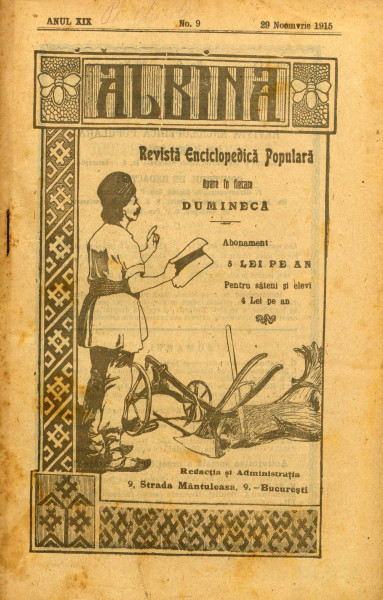 ANUL XIX No. 9 29 Noemvrie 1915
ALBINA
Revistă Enciclopedică Populară
Apare în fiecare
DUMINECĂ
Abonament
5 LEI PE AN
Pentru săteni și elevi
4 Lei pe an
Redacția și Administrația
9, Strada Mântuleasa, 9.—București